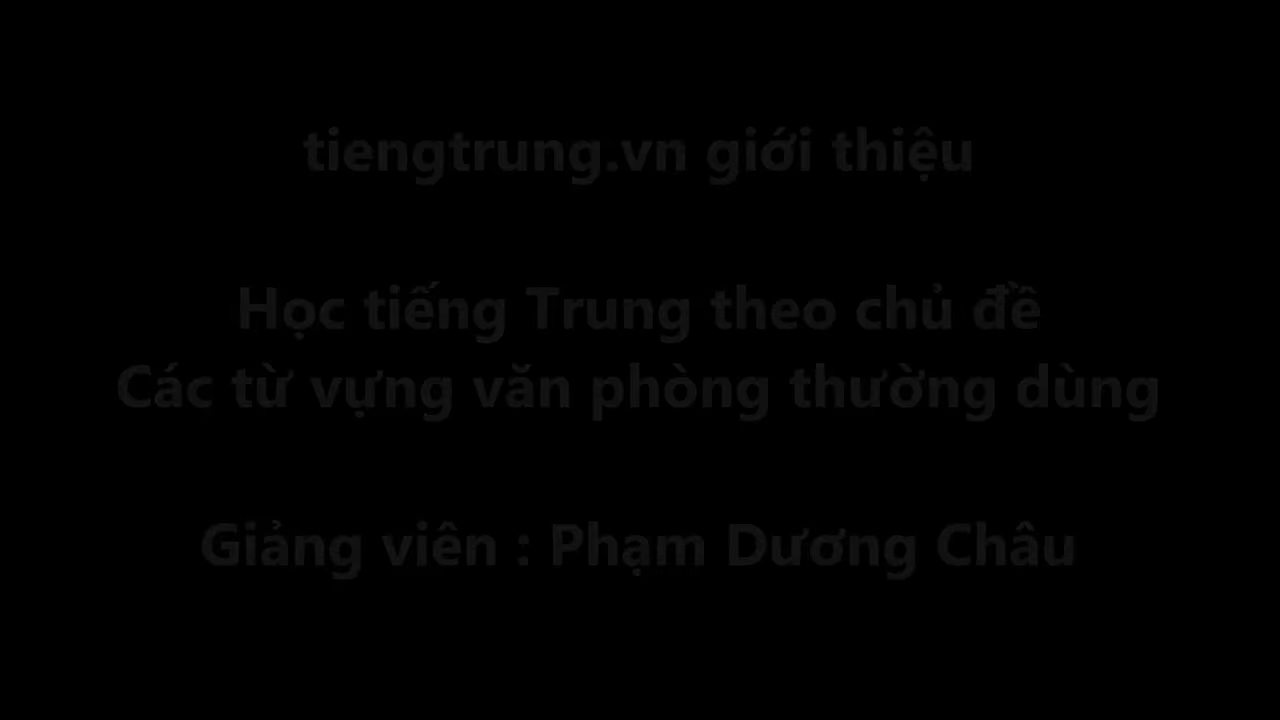 tiengtrung.vn giới thiệu
Học tiếng Trung theo chủ đề
Các từ vựng văn phòng thường dùng
Giảng viên : Phạm Dương Châu